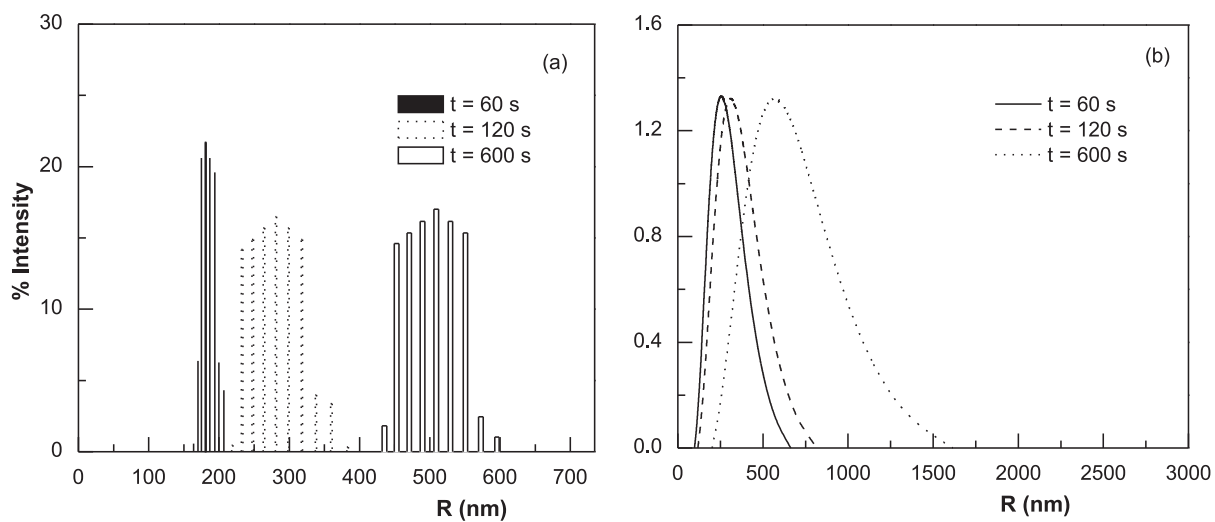 30
20
10
0
% Intensity
(a)
t = 60 s
t = 120 s
t = 600 s
0 100 200 300 400 500 600 700
R (nm)
1.6
1.2
0.8
0.4
0.0
(b)
t = 60 s
t = 120 s
t = 600 s
0 500 1000 1500 2000 2500 3000
R (nm)